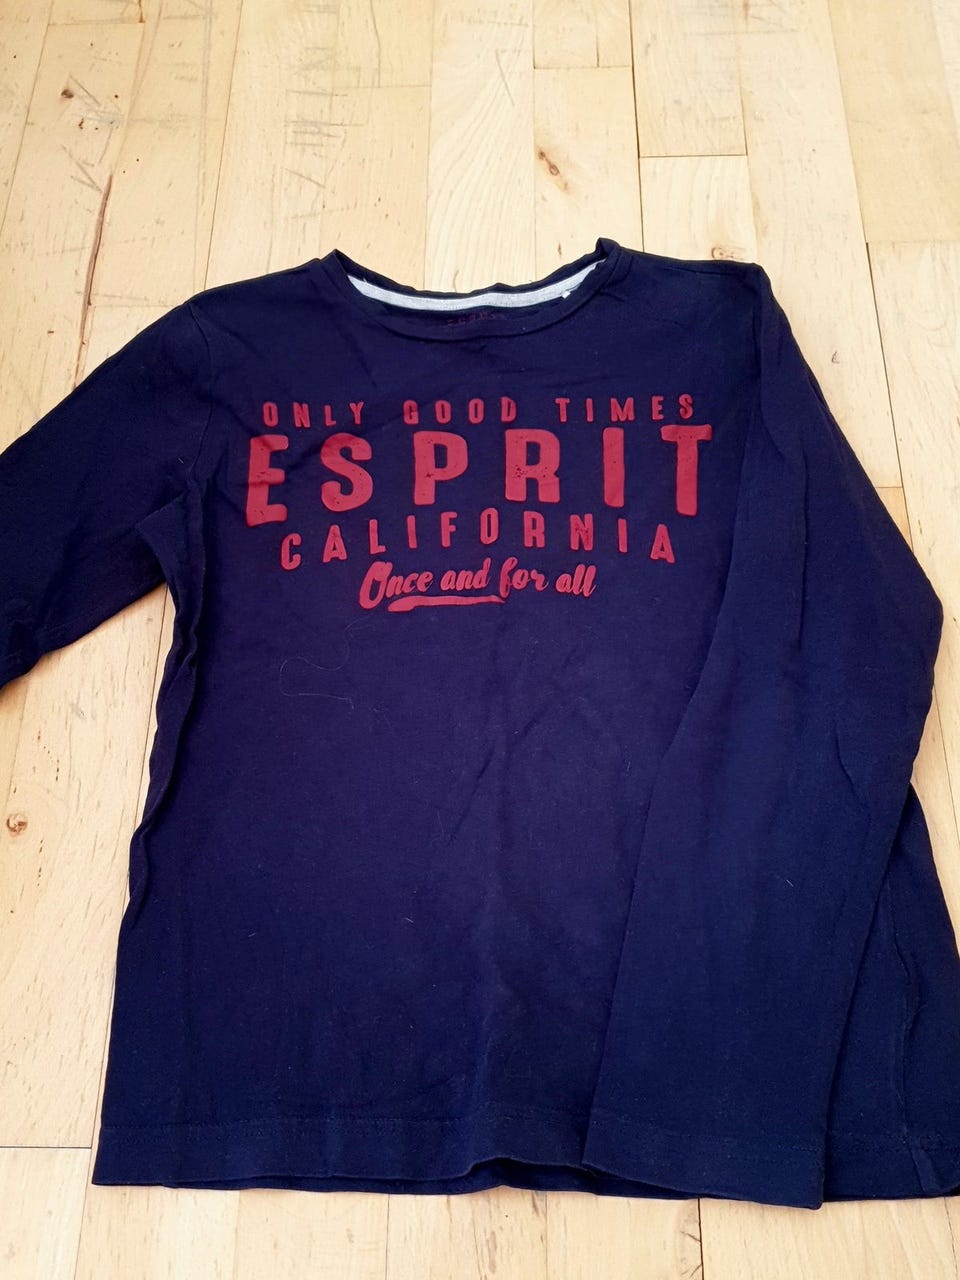 ONLY GOOD TIMES
ESPRIT
CALIFORNIA
Once and for all